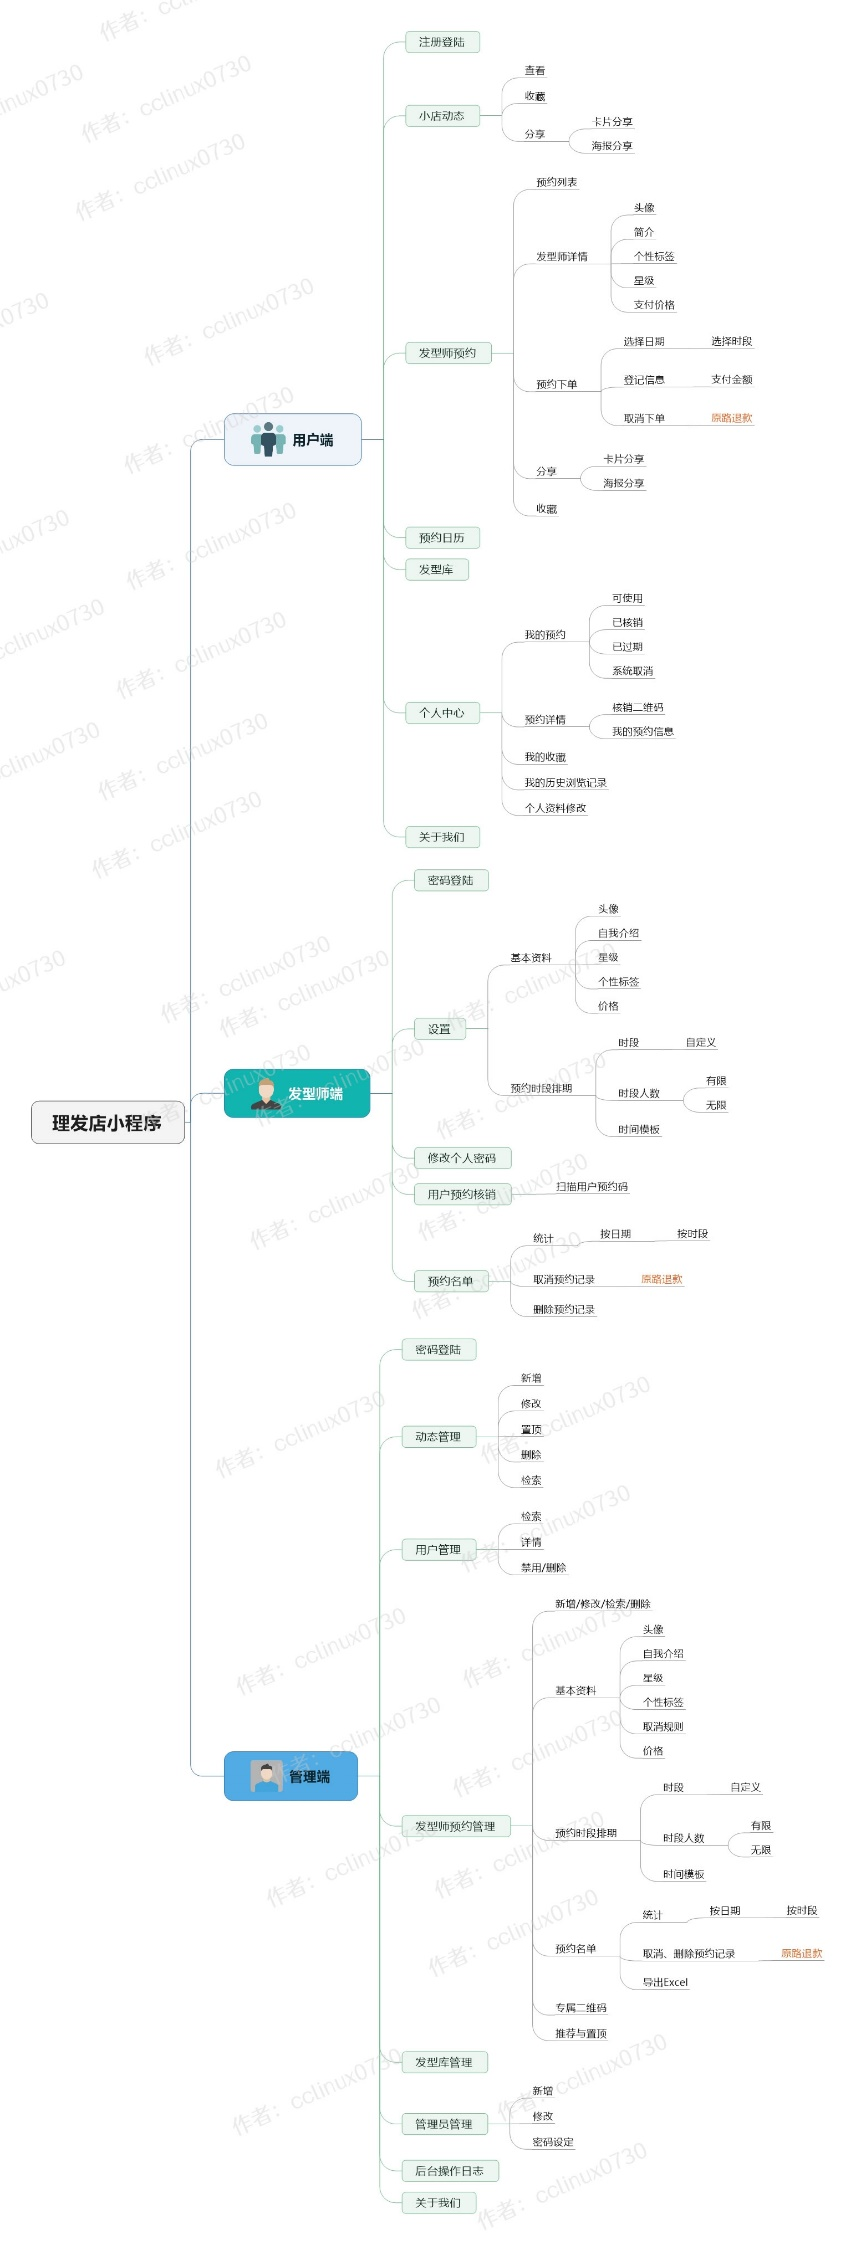 理发店小程序
用户端
注册登陆
小店动态
查看
收藏
分享
卡片分享
海报分享
发型师预约
预约列表
发型师详情
头像
简介
个性标签
星级
支付价格
预约下单
选择日期
选择时段
登记信息
支付金额
取消下单
原路退款
分享
卡片分享
海报分享
收藏
预约日历
发型库
个人中心
我的预约
可使用
已核销
已过期
系统取消
预约详情
核销二维码
我的预约信息
我的收藏
我的历史浏览记录
个人资料修改
关于我们
发型师端
密码登陆
设置
基本资料
头像
自我介绍
星级
个性标签
价格
预约时段排期
时段
自定义
时段人数
有限
无限
时间模板
修改个人密码
用户预约核销
扫描用户预约码
预约名单
统计
按日期
按时段
取消预约记录
原路退款
删除预约记录
管理端
密码登陆
动态管理
新增
修改
置顶
删除
检索
用户管理
检索
详情
禁用/删除
发型师预约管理
新增/修改/检索/删除
基本资料
头像
自我介绍
星级
个性标签
取消规则
价格
预约时段排期
时段
自定义
时段人数
有限
无限
时间模板
预约名单
统计
按日期
按时段
取消、删除预约记录
原路退款
导出Excel
专属二维码
推荐与置顶
发型库管理
管理员管理
新增
修改
密码设定
后台操作日志
关于我们
作者：cclinux0730